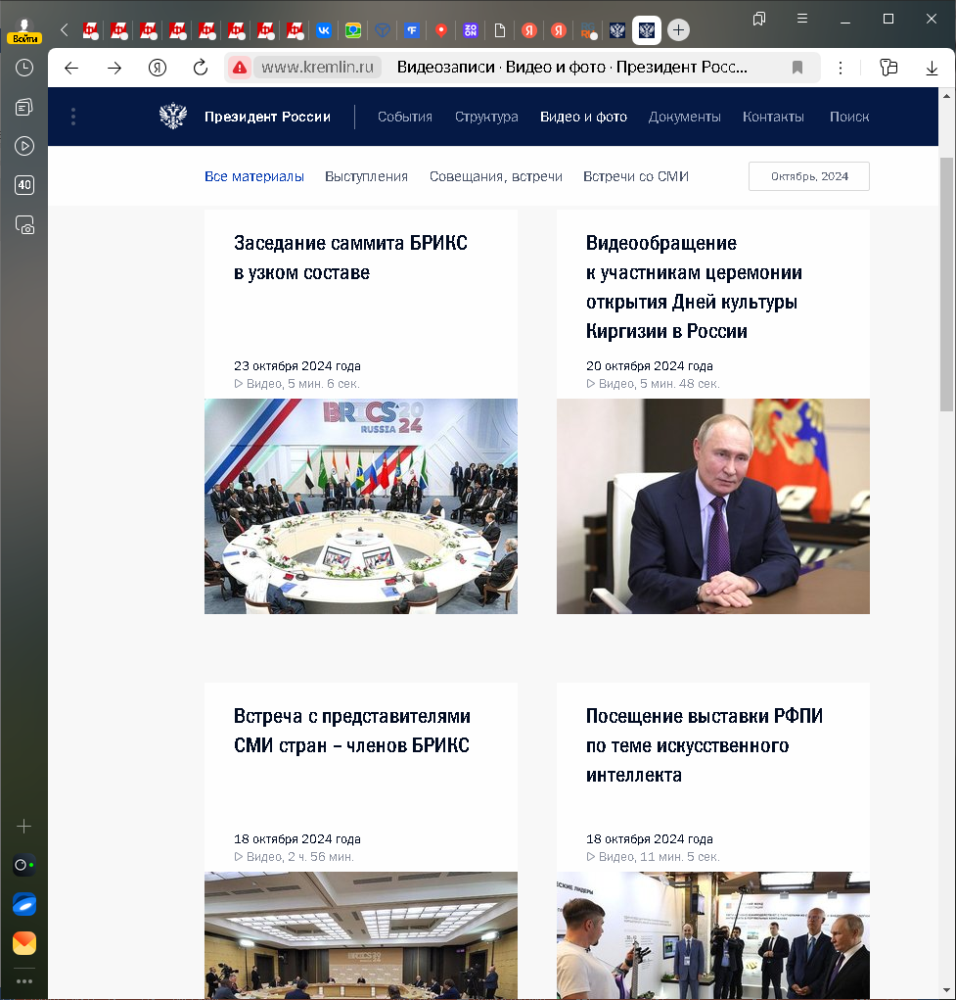 Войти
www.kremlin.ru Видеозаписи · Видео и фото · Президент Росс...
40
Президент России События Структура Видео и фото Документы Контакты Поиск
Все материалы Выступления Совещания, встречи Встречи со СМИ Октябрь, 2024
Заседание саммита БРИКС
в узком составе
23 октября 2024 года
Видео, 5 мин. 6 сек.
BRICS 20
RUSSIA 24
Видеообращение
к участникам церемонии
открытия Дней культуры
Киргизии в России
20 октября 2024 года
Видео, 5 мин. 48 сек.
Встреча с представителями
СМИ стран – членов БРИКС
18 октября 2024 года
Видео, 2 ч. 56 мин.
Посещение выставки РФПИ
по теме искусственного
интеллекта
18 октября 2024 года
Видео, 11 мин. 5 сек.
ЕСКИЕ ЛИДЕРЫ